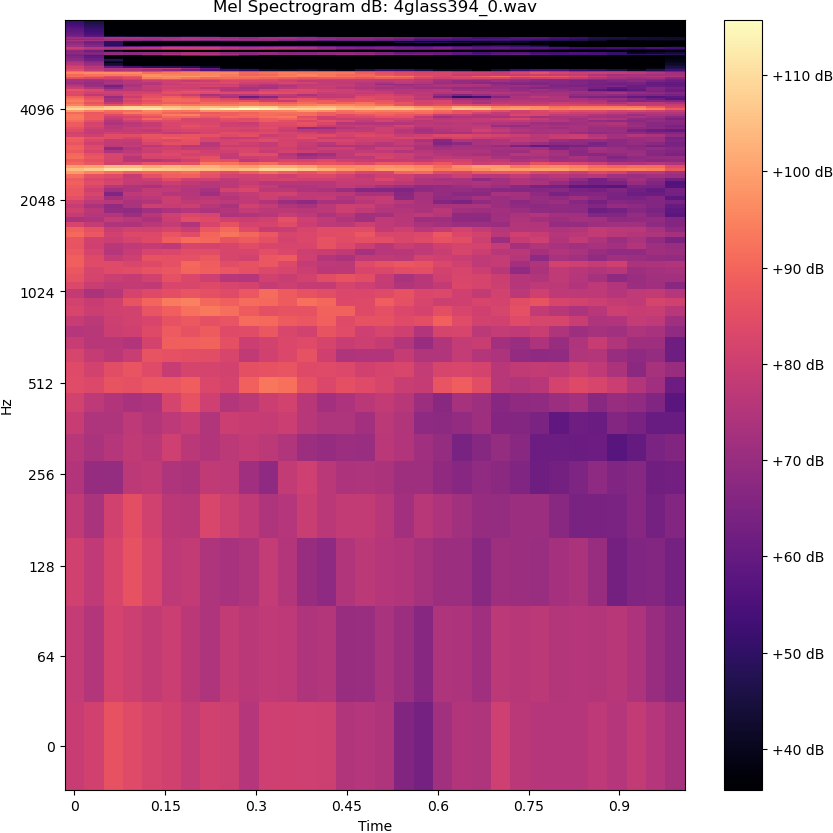 Mel Spectrogram dB: 4glass394_0.wav
4096
2048
1024
512
256
128
64
0
Hz
0 0.15 0.3 0.45 0.6 0.75 0.9
Time
+110 dB
+100 dB
+90 dB
+80 dB
+70 dB
+60 dB
+50 dB
+40 dB